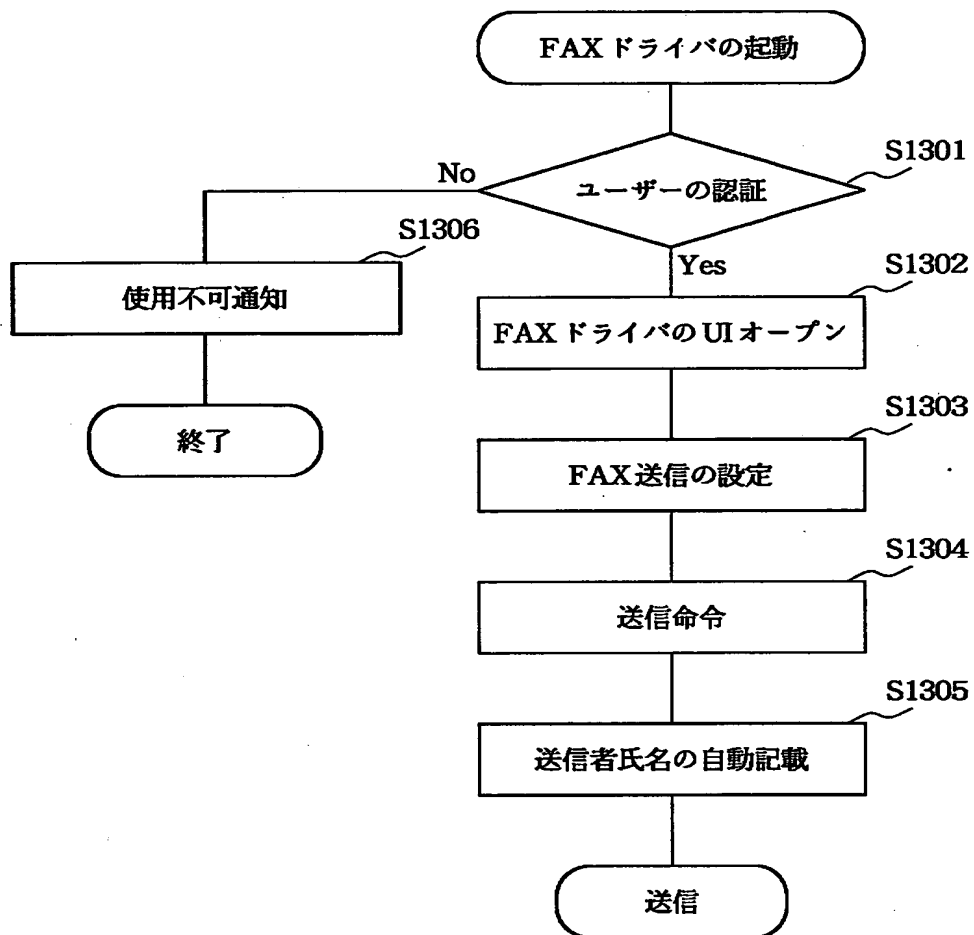 FAXドライバの起動
S1301
ユーザーの認証
No
Yes
S1306
使用不可通知
終了
S1302
FAXドライバのUIオープン
S1303
FAX送信の設定
S1304
送信命令
S1305
送信者氏名の自動記載
送信